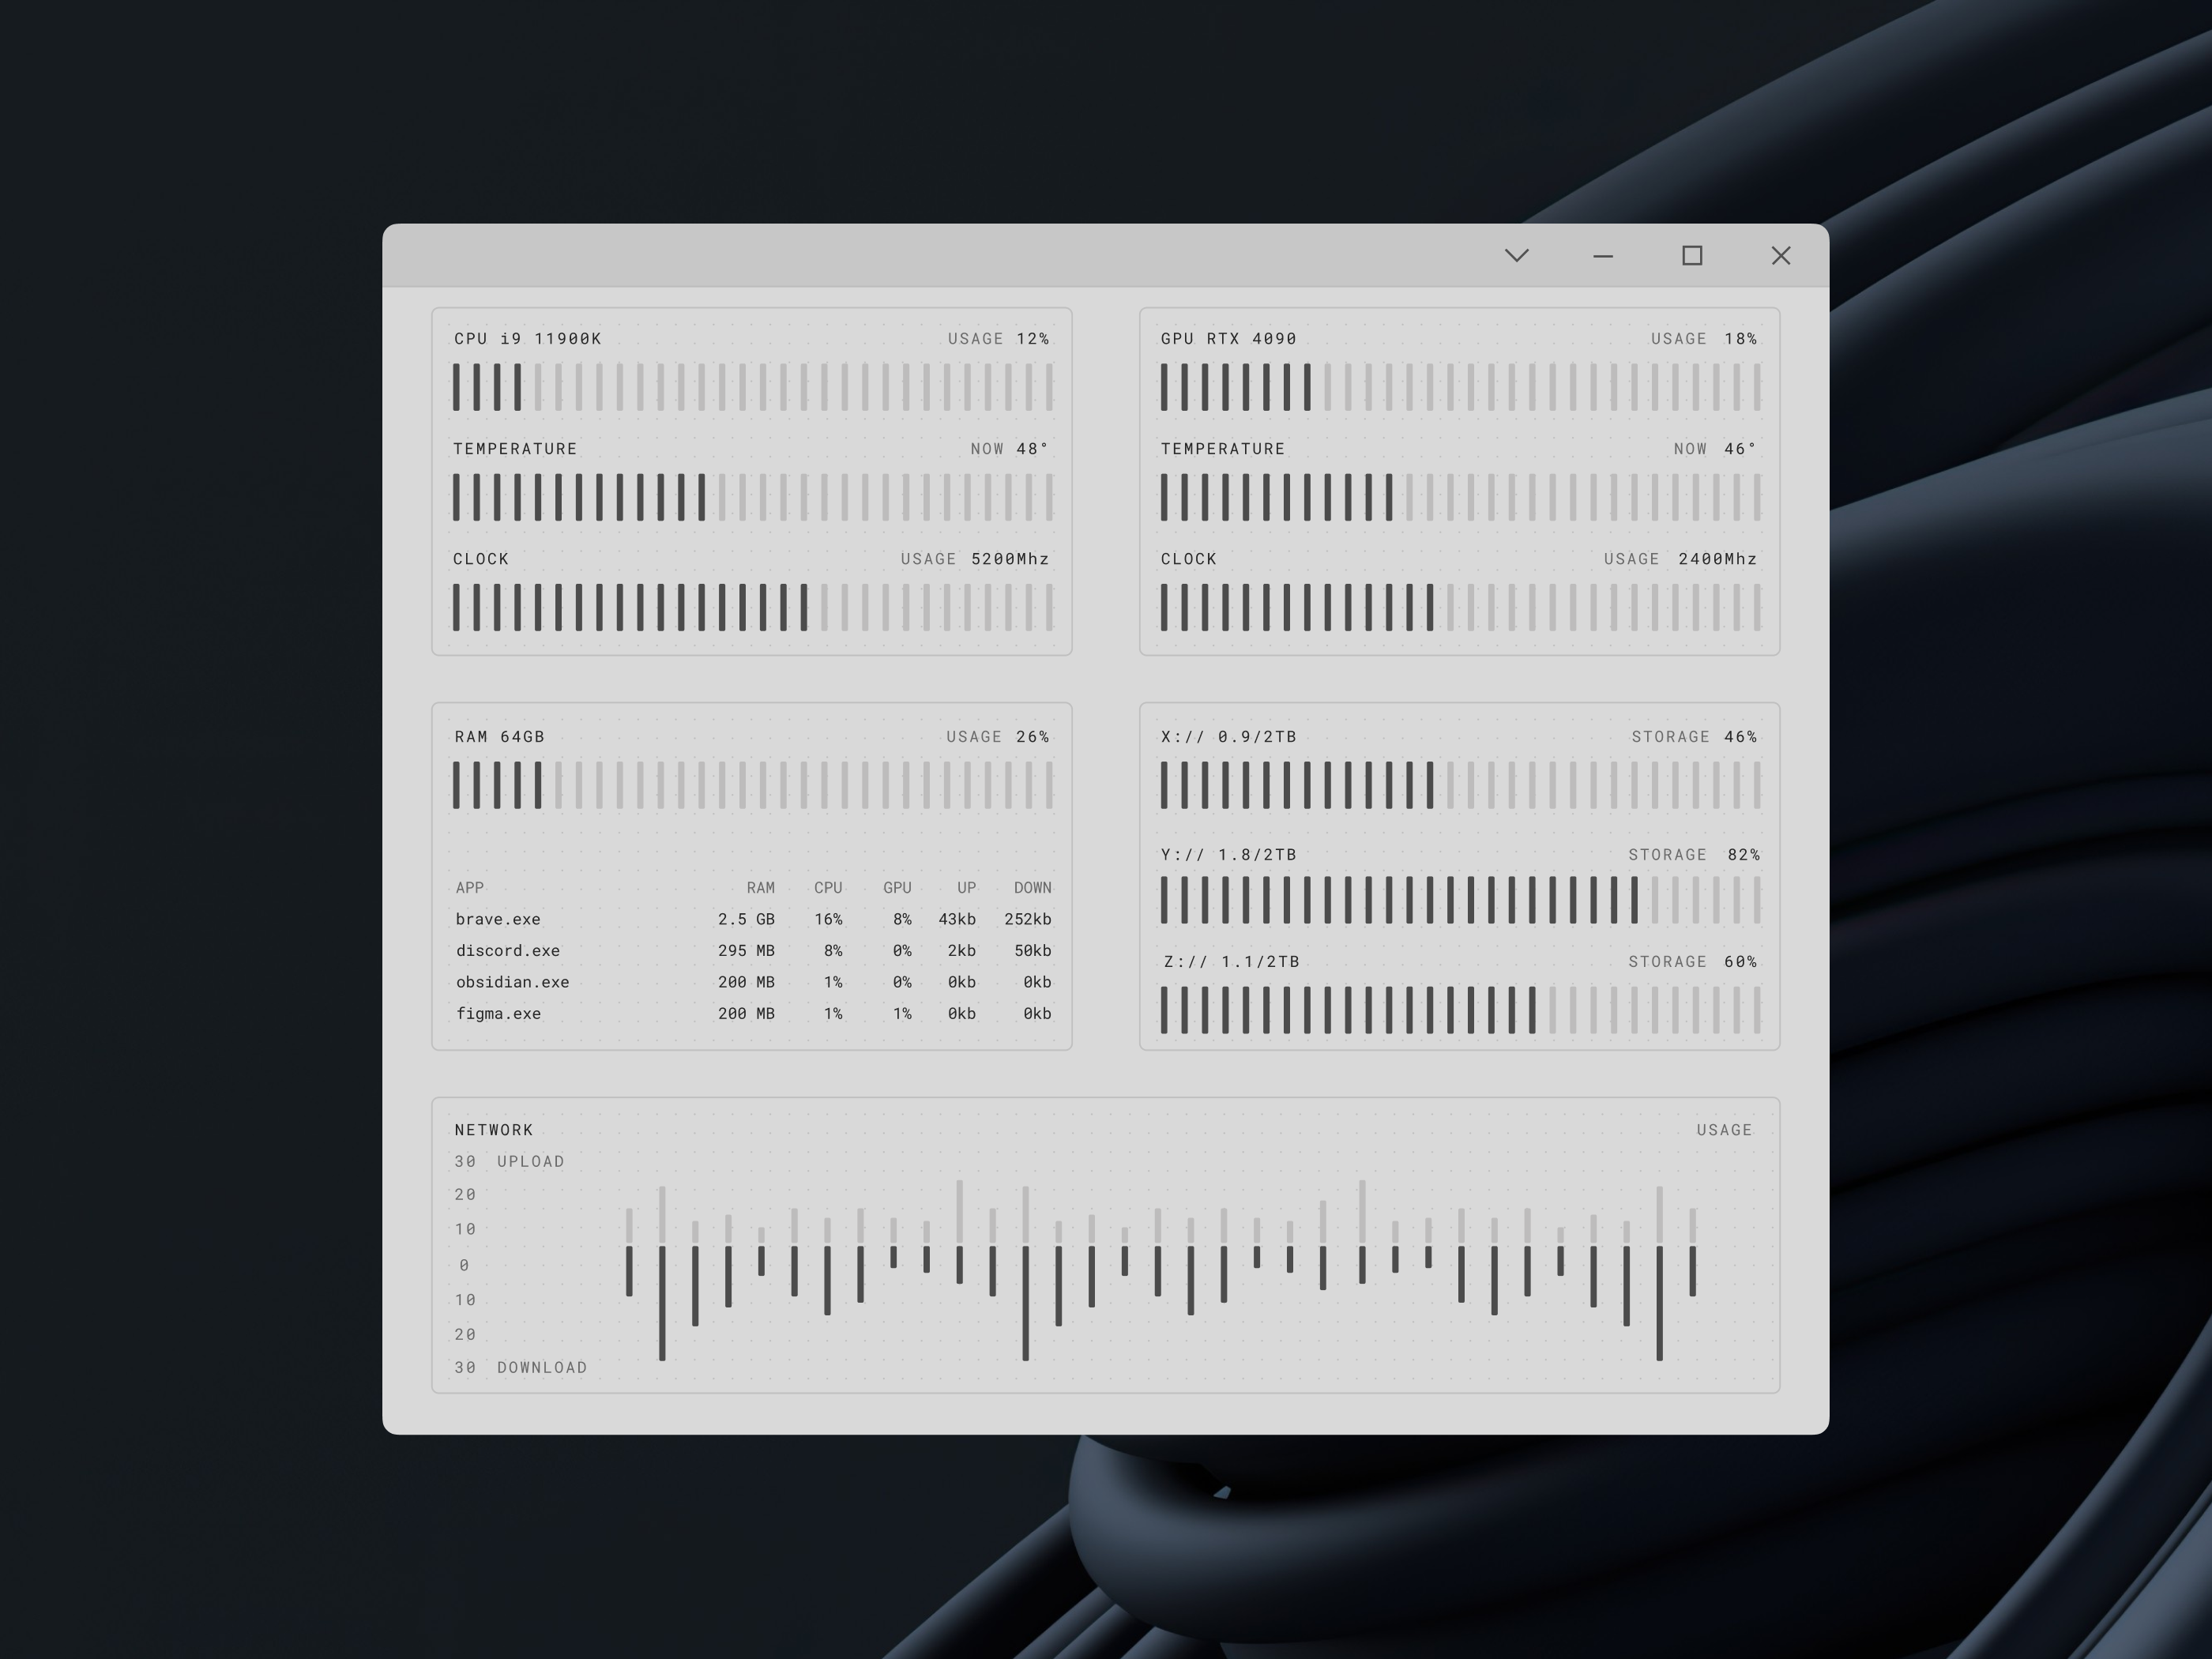 CPU i9 11900K USAGE 12%
TEMPERATURE NOW 48°
CLOCK USAGE 5200Mhz
GPU RTX 4090 USAGE 18%
TEMPERATURE NOW 46°
CLOCK USAGE 2400Mhz
RAM 64GB USAGE 26%
APP RAM CPU GPU UP DOWN
brave.exe 2.5 GB 16% 8% 43kb 252kb
discord.exe 295 MB 8% 0% 2kb 50kb
obsidian.exe 200 MB 1% 0% 0kb 0kb
figma.exe 200 MB 1% 1% 0kb 0kb
X:// 0.9/2TB STORAGE 46%
Y:// 1.8/2TB STORAGE 82%
Z:// 1.1/2TB STORAGE 60%
NETWORK USAGE
30 UPLOAD
20
10
0
10
20
30 DOWNLOAD